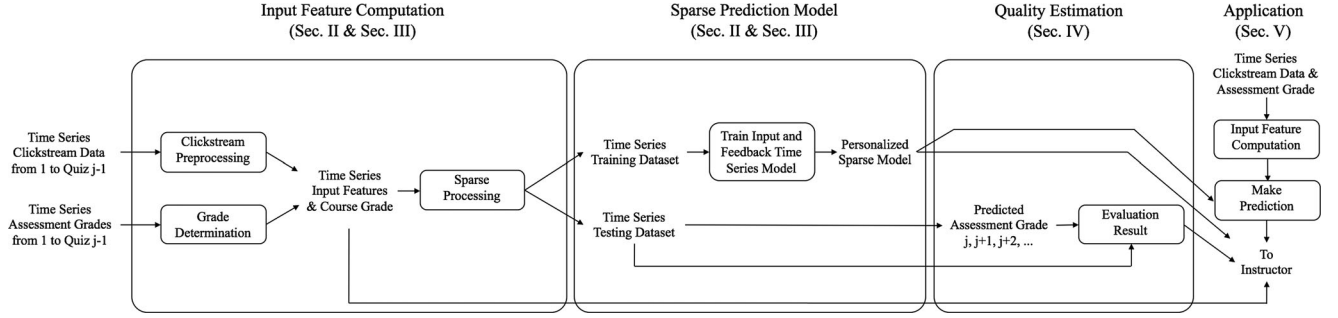 Input Feature Computation
(Sec. II & Sec. III)
Sparse Prediction Model
(Sec. II & Sec. III)
Quality Estimation
(Sec. IV)
Application
(Sec. V)
Time Series
Clickstream Data
from 1 to Quiz j-1
Time Series
Assessment Grades
from 1 to Quiz j-1
Clickstream
Preprocessing
Grade
Determination
Time Series
Input Features
& Course Grade
Sparse
Processing
Time Series
Training Dataset
Train Input and
Feedback Time
Series Model
Personalized
Sparse Model
Time Series
Testing Dataset
Predicted
Assessment Grade
j, j+1, j+2, ...
Evaluation
Result
Time Series
Clickstream Data &
Assessment Grade
Input Feature
Computation
Make
Prediction
To
Instructor